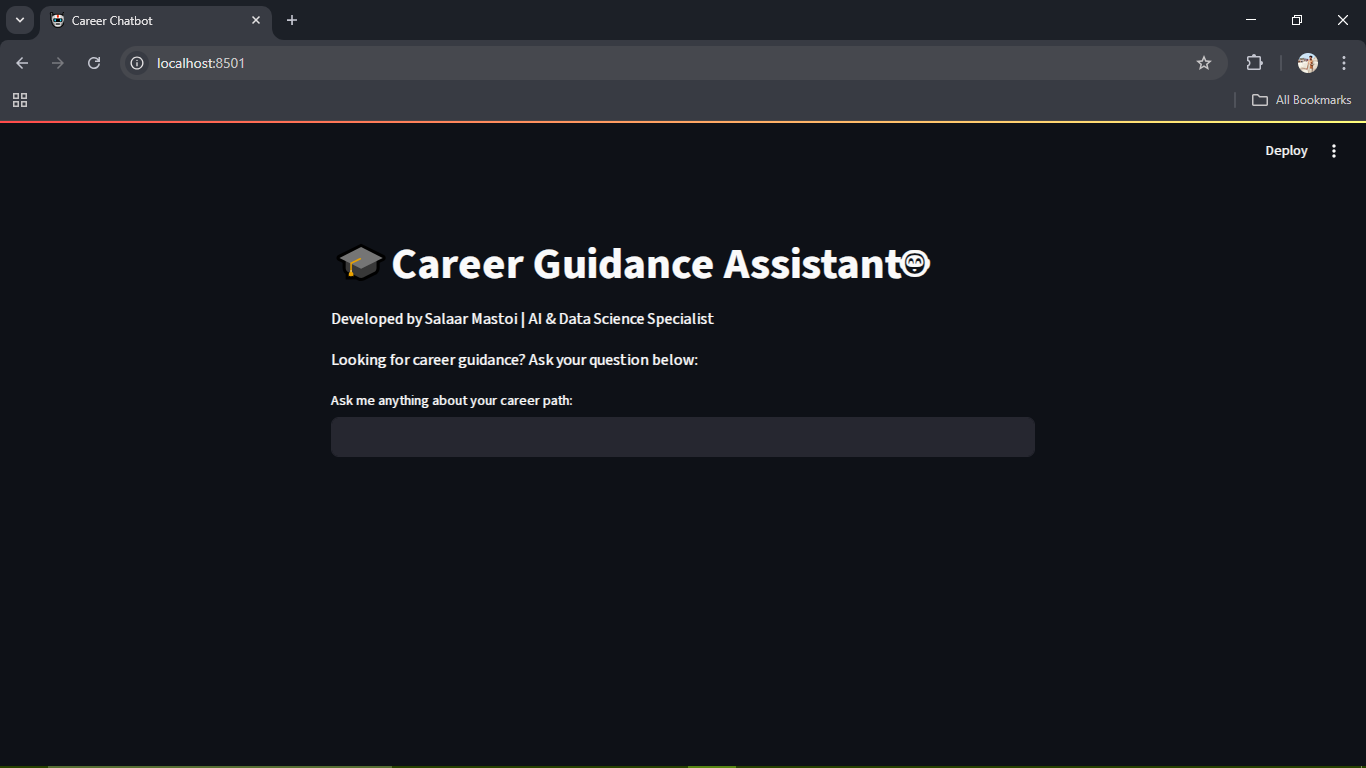 Career Chatbot
localhost:8501
All Bookmarks
Deploy
🎓Career Guidance Assistant
Developed by Salaar Mastoi | AI & Data Science Specialist
Looking for career guidance? Ask your question below:
Ask me anything about your career path: